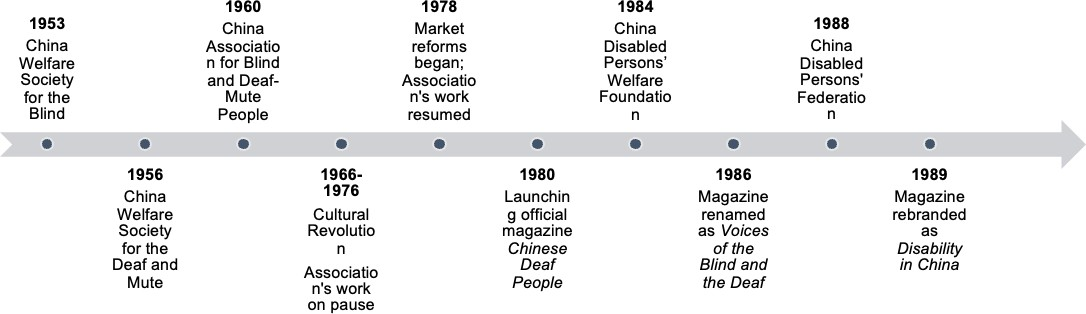 1953
China
Welfare
Society
for the
Blind
1956
China
Welfare
Society
for the
Deaf and
Mute
1960
China
Associatio
n for Blind
and Deaf-
Mute
People
1966-
1976
Cultural
Revolutio
n
Associatio
n's work
on pause
1978
Market
reforms
began;
Associatio
n's work
resumed
1980
Launchin
g official
magazine
Chinese
Deaf
People
1984
China
Disabled
Persons’
Welfare
Foundatio
n
1986
Magazine
renamed
as Voices
of the
Blind and
the Deaf
1988
China
Disabled
Persons'
Federatio
n
1989
Magazine
rebranded
as
Disability
in China